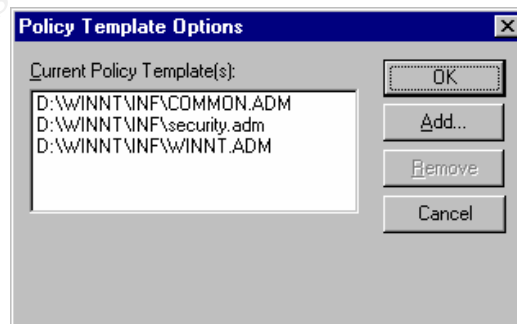 Policy Template Options
Current Policy Template(s):
D:\WINNT\INF\COMMON.ADM
D:\WINNT\INF\security.adm
D:\WINNT\INF\WINNT.ADM
OK
Add...
Remove
Cancel